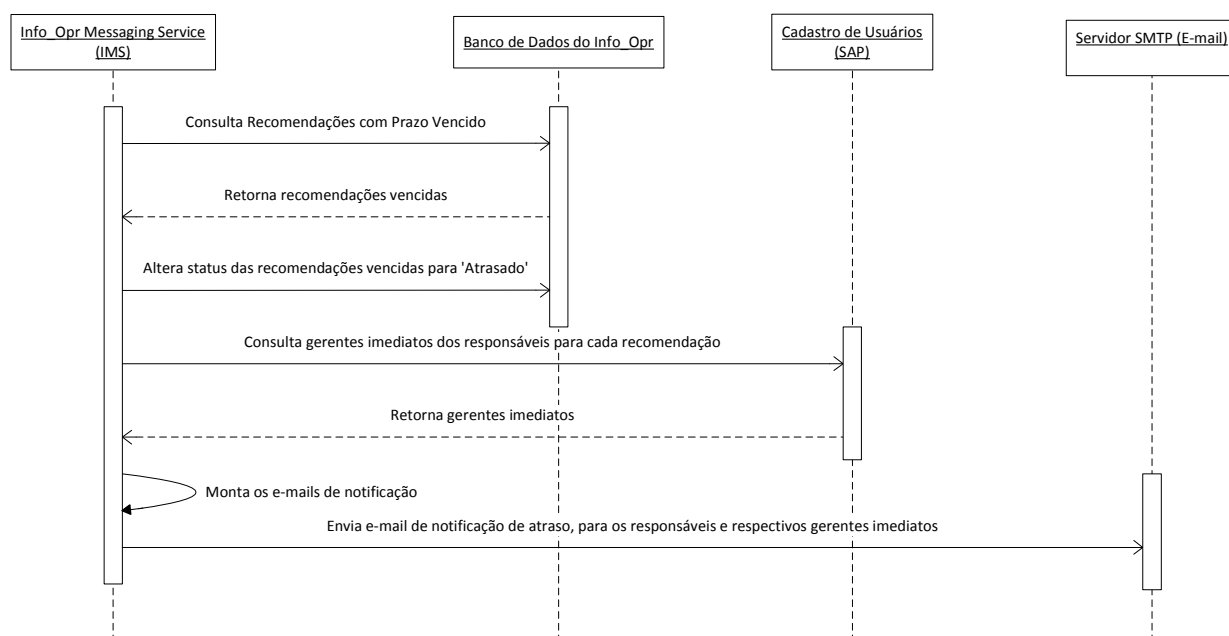 Info_Opr Messaging Service
(IMS)
Banco de Dados do Info_Opr
Cadastro de Usuários
(SAP)
Servidor SMTP (E-mail)
Consulta Recomendações com Prazo Vencido
Retorna recomendações vencidas
Altera status das recomendações vencidas para 'Atrasado'
Consulta gerentes imediatos dos responsáveis para cada recomendação
Retorna gerentes imediatos
Monta os e-mails de notificação
Envia e-mail de notificação de atraso, para os responsáveis e respectivos gerentes imediatos